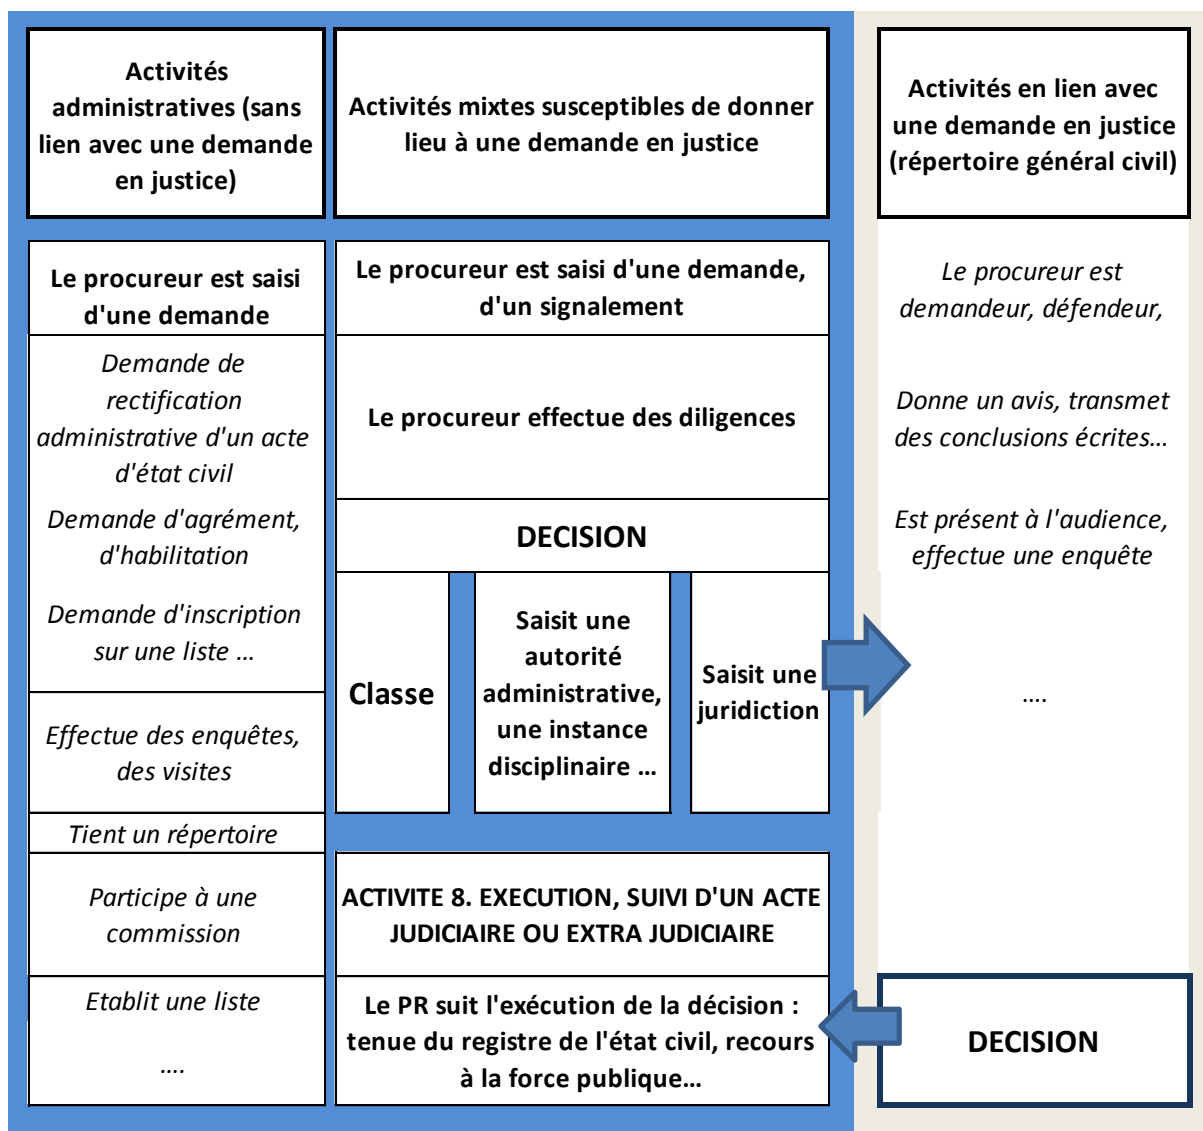 Activités
administratives (sans
lien avec une demande
en justice)
Activités mixtes susceptibles de donner
lieu à une demande en justice
Activités en lien avec
une demande en justice
(répertoire général civil)
Le procureur est saisi
d'une demande
Demande de
rectification
administrative d'un acte
d'état civil
Demande d'agrément,
d'habilitation
Demande d'inscription
sur une liste …
Effectue des enquêtes,
des visites
Tient un répertoire
Participe à une
commission
Etablit une liste
….
Le procureur est saisi d'une demande,
d'un signalement
Le procureur effectue des diligences
DECISION
Classe
Saisit une
autorité
administrative,
une instance
disciplinaire …
Saisit une
juridiction
ACTIVITE 8. EXECUTION, SUIVI D'UN ACTE
JUDICIAIRE OU EXTRA JUDICIAIRE
Le PR suit l'exécution de la décision :
tenue du registre de l'état civil, recours
à la force publique…
Le procureur est
demandeur, défendeur,
Donne un avis, transmet
des conclusions écrites…
Est présent à l'audience,
effectue une enquête
….
DECISION